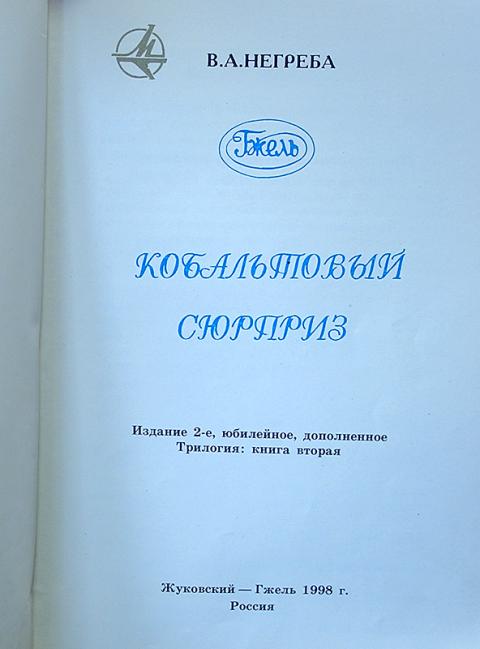 В.А.НЕГРЕБА
Гжель
КОБАЛЬТОВЫЙ
СЮРПРИЗ
Издание 2-е, юбилейное, дополненное
Трилогия: книга вторая
Жуковский — Гжель 1998 г.
Россия